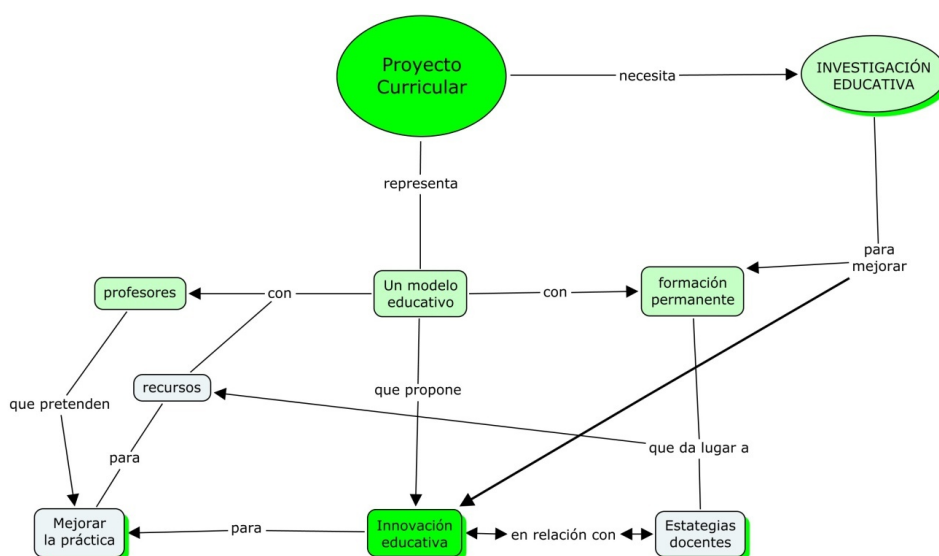 Proyecto
Curricular
necesita
INVESTIGACIÓN
EDUCATIVA
representa
para
mejorar
profesores
con
Un modelo
educativo
con
formación
permanente
recursos
que propone
que pretenden
que da lugar a
para
Mejorar
la práctica
para
Innovación
educativa
en relación con
Estategias
docentes